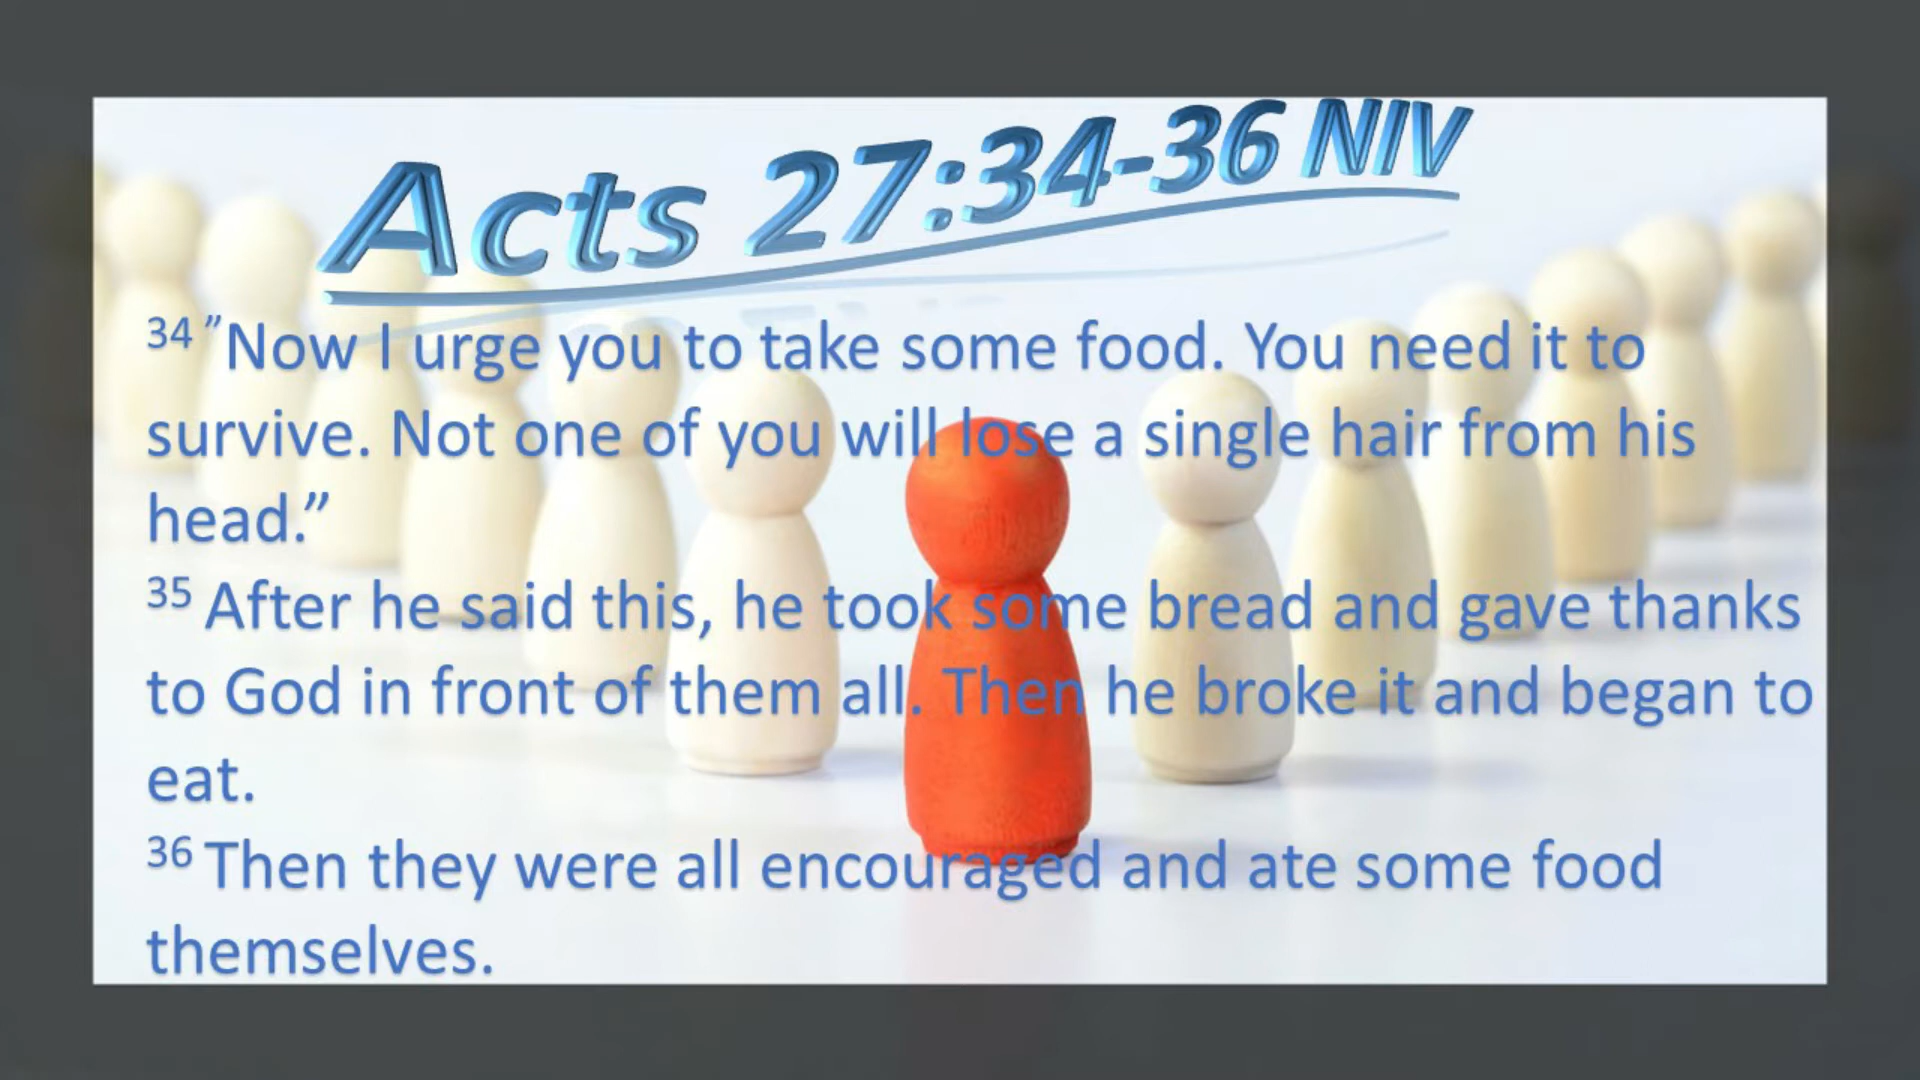 Acts 27:34-36 NIV
34 ”Now I urge you to take some food. You need it to
survive. Not one of you will lose a single hair from his
head.”
35 After he said this, he took some bread and gave thanks
to God in front of them all. Then he broke it and began to
eat.
36 Then they were all encouraged and ate some food
themselves.